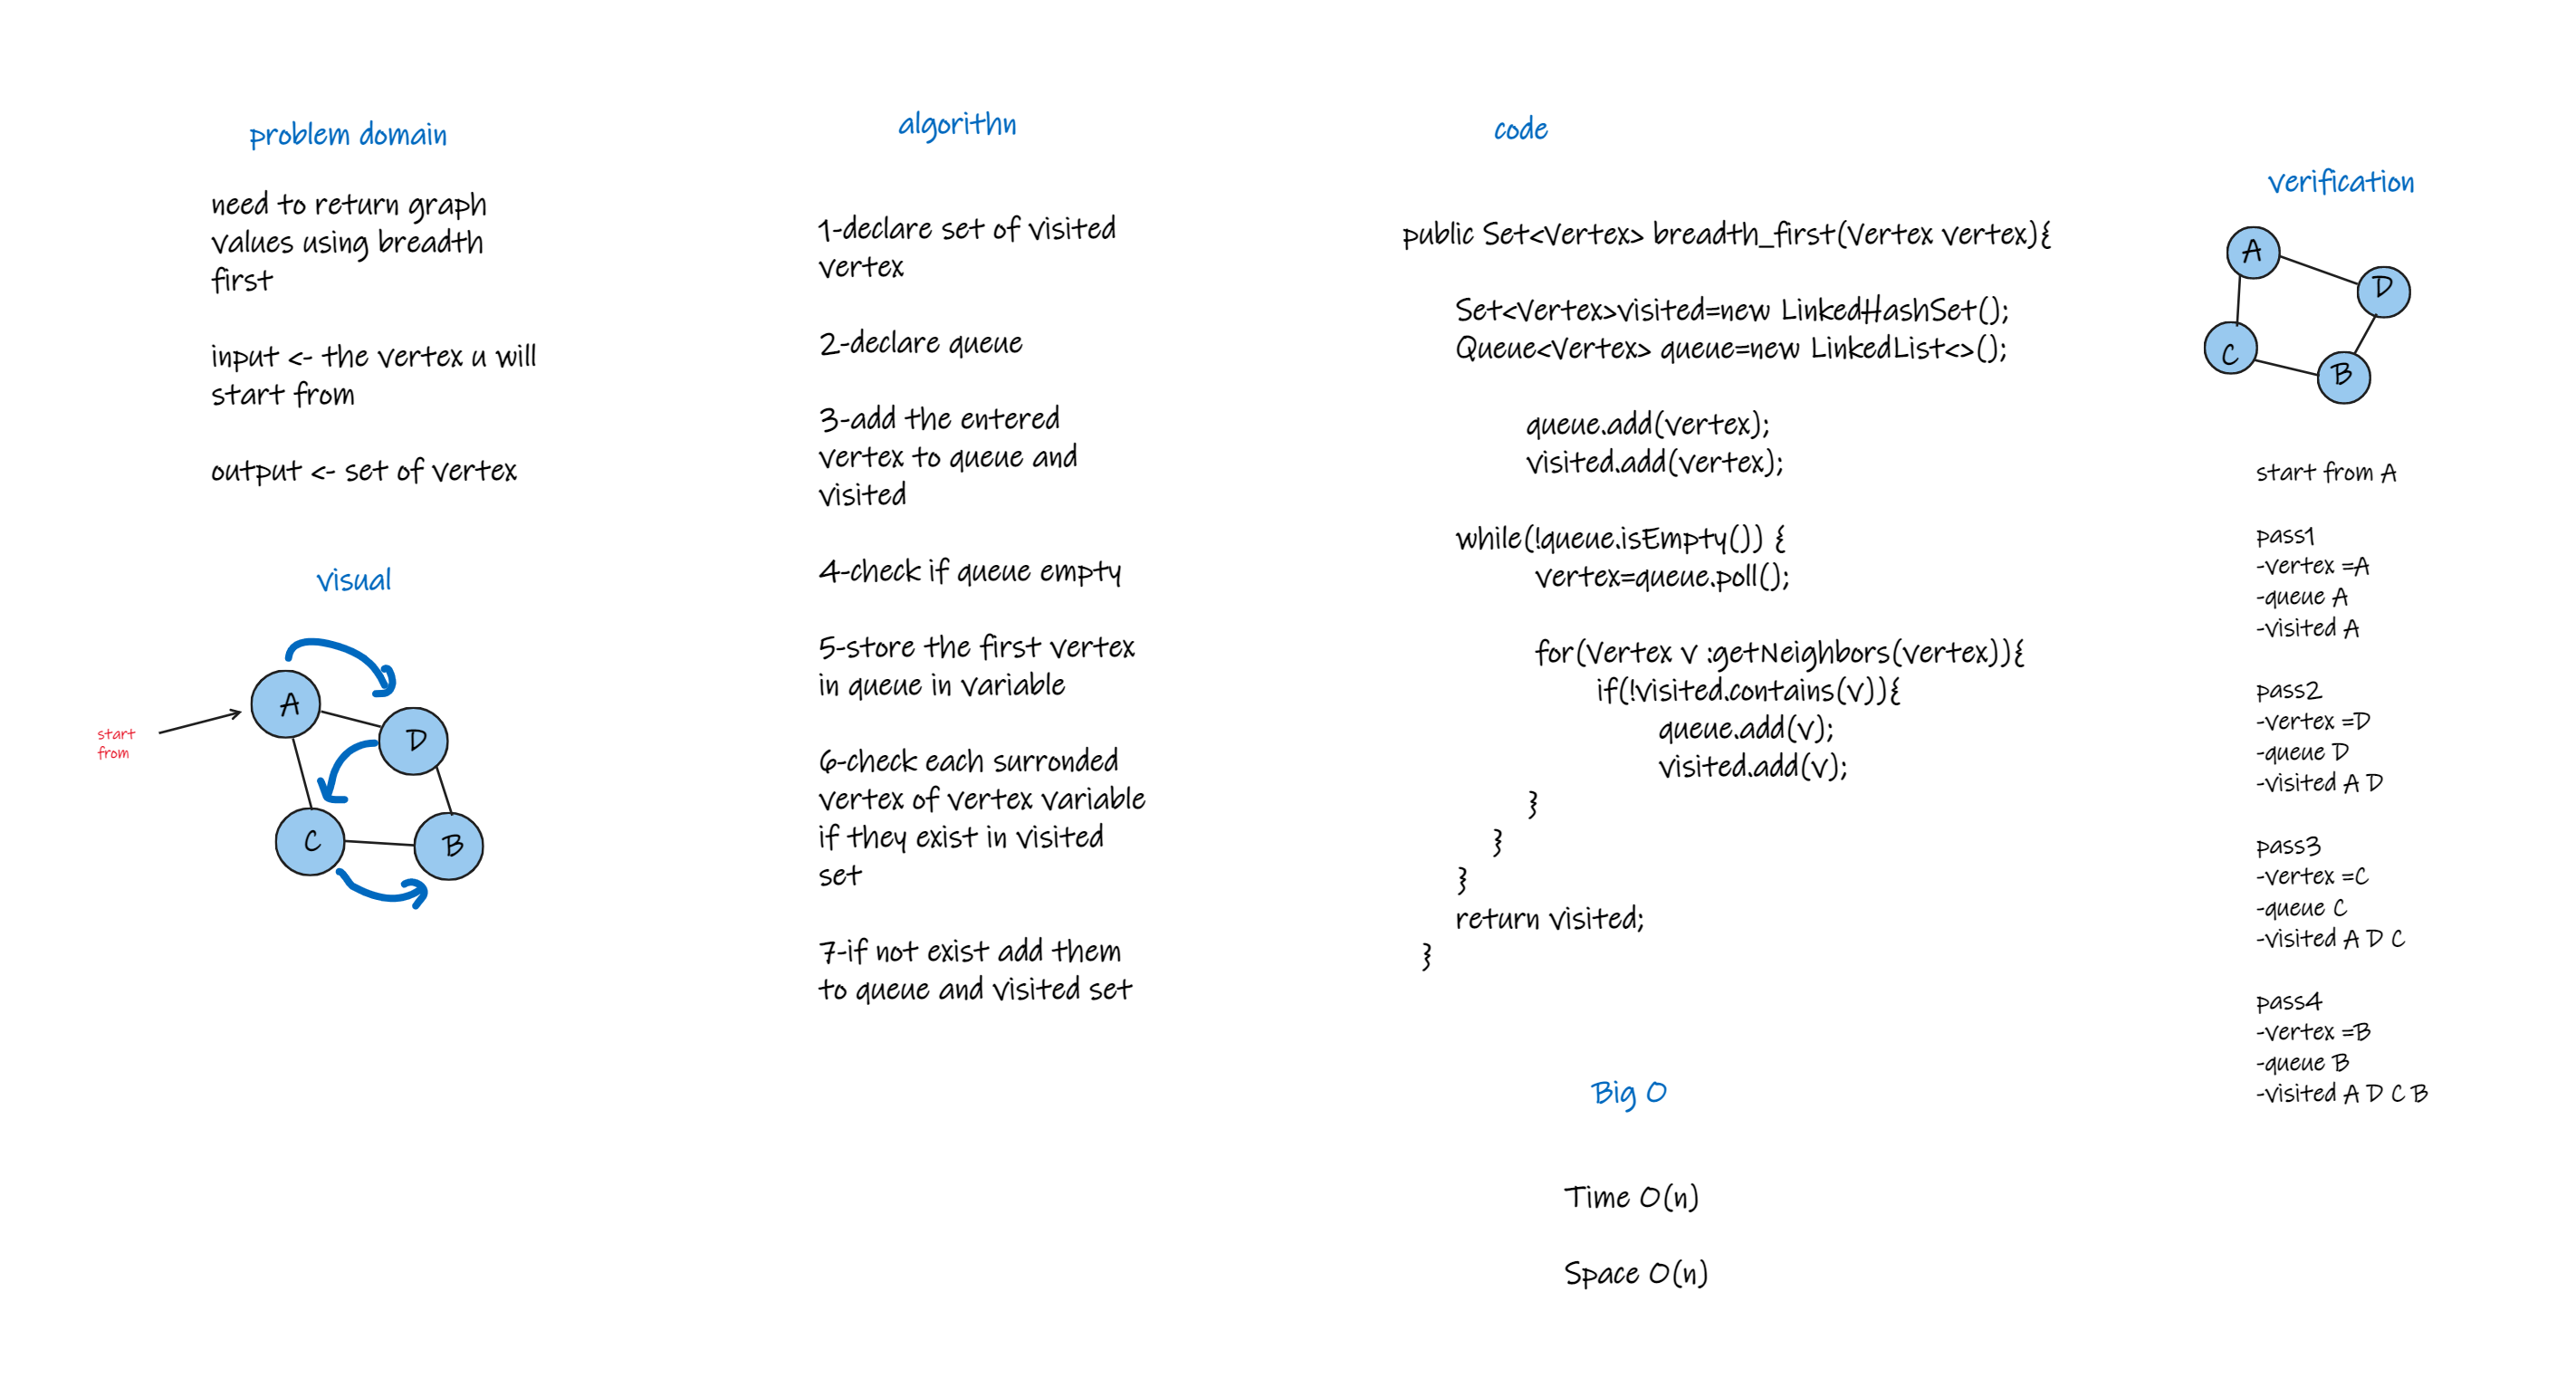 problem domain
need to return graph
values using breadth
first
input <- the vertex u will
start from
output <- set of vertex
visual
start
from
A
D
C
B
algorithn
1-declare set of visited
vertex
2-declare queue
3-add the entered
vertex to queue and
visited
4-check if queue empty
5-store the first vertex
in queue in variable
6-check each surronded
vertex of vertex variable
if they exist in visited
set
7-if not exist add them
to queue and visited set
code
public Set<Vertex> breadth_first(Vertex vertex){
Set<Vertex>visited=new LinkedHashSet();
Queue<Vertex> queue=new LinkedList<>();
queue.add(vertex);
visited.add(vertex);
while(!queue.isEmpty()) {
vertex=queue.poll();
for(Vertex v :getNeighbors(vertex)){
if(!visited.contains(v)){
queue.add(v);
visited.add(v);
}
}
}
return visited;
}
Big O
Time O(n)
Space O(n)
verification
A
D
C
B
start from A
pass1
-vertex =A
-queue A
-visited A
pass2
-vertex =D
-queue D
-visited A D
pass3
-vertex =C
-queue C
-visited A D C
pass4
-vertex =B
-queue B
-visited A D C B